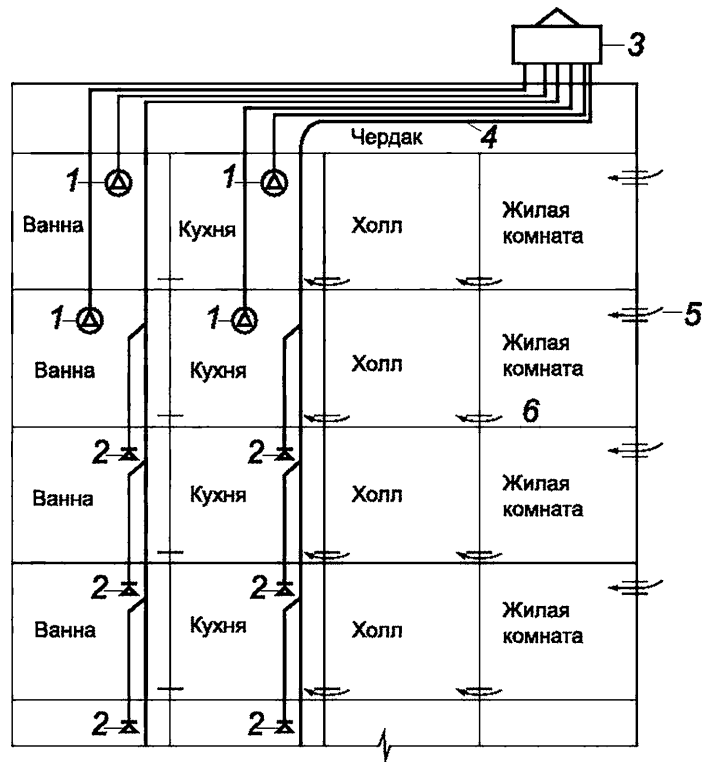 3
4
Чердак
1 1
Ванна Кухня Холл Жилая
комната
1 1 5
Ванна Кухня Холл Жилая
комната
6
2 2
Ванна Кухня Холл Жилая
комната
2 2
Ванна Кухня Холл Жилая
комната
2 2